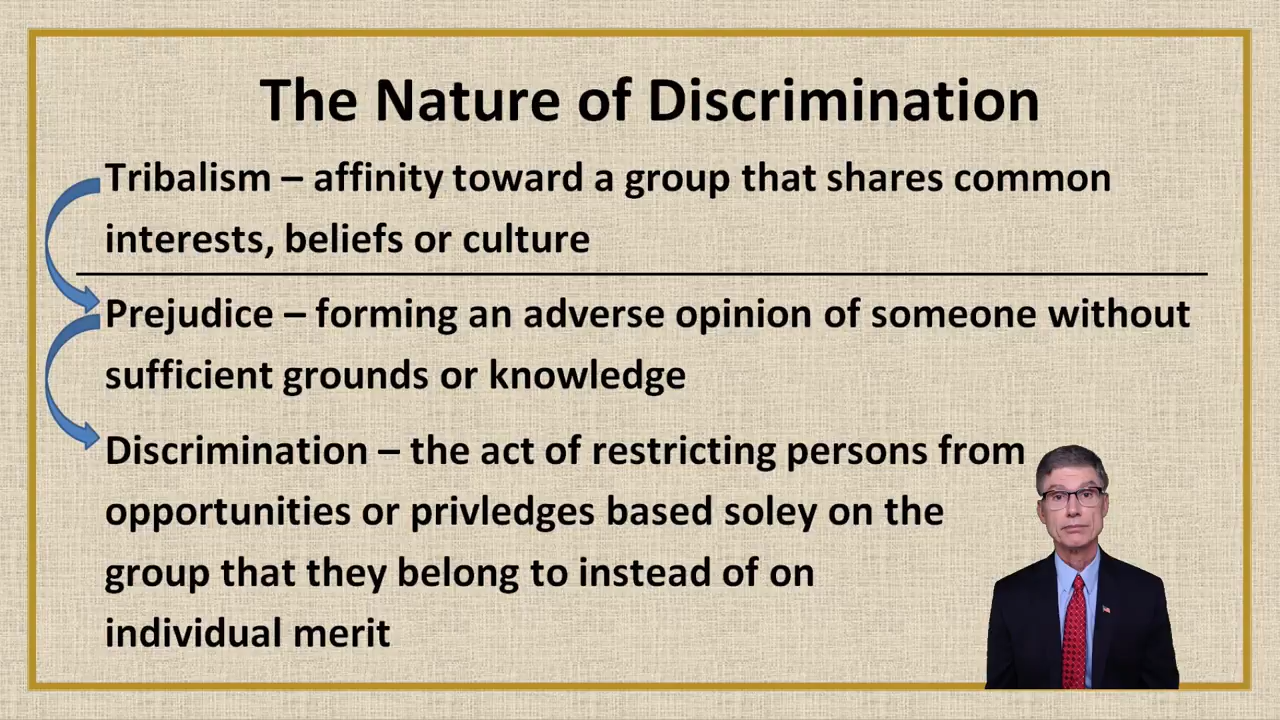 The Nature of Discrimination
Tribalism – affinity toward a group that shares common
interests, beliefs or culture
Prejudice – forming an adverse opinion of someone without
sufficient grounds or knowledge
Discrimination – the act of restricting persons from
opportunities or privledges based soley on the
group that they belong to instead of on
individual merit